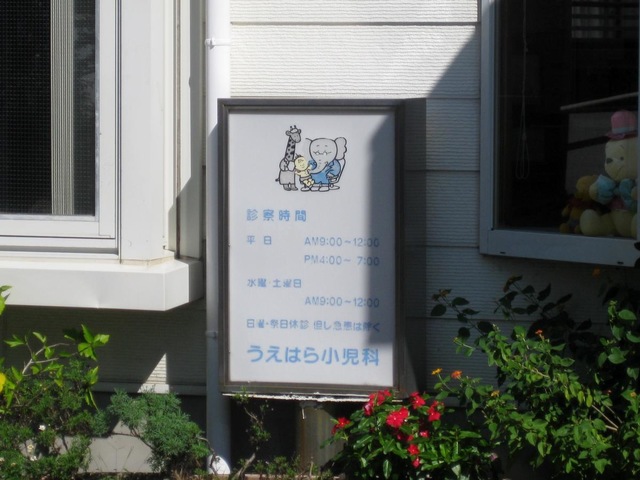 診察時間
平日 AM9:00～12:00
PM4:00～7:00
水曜・土曜日
AM9:00～12:00
日曜・祭日休診 但し急患は除く
うえはら小児科